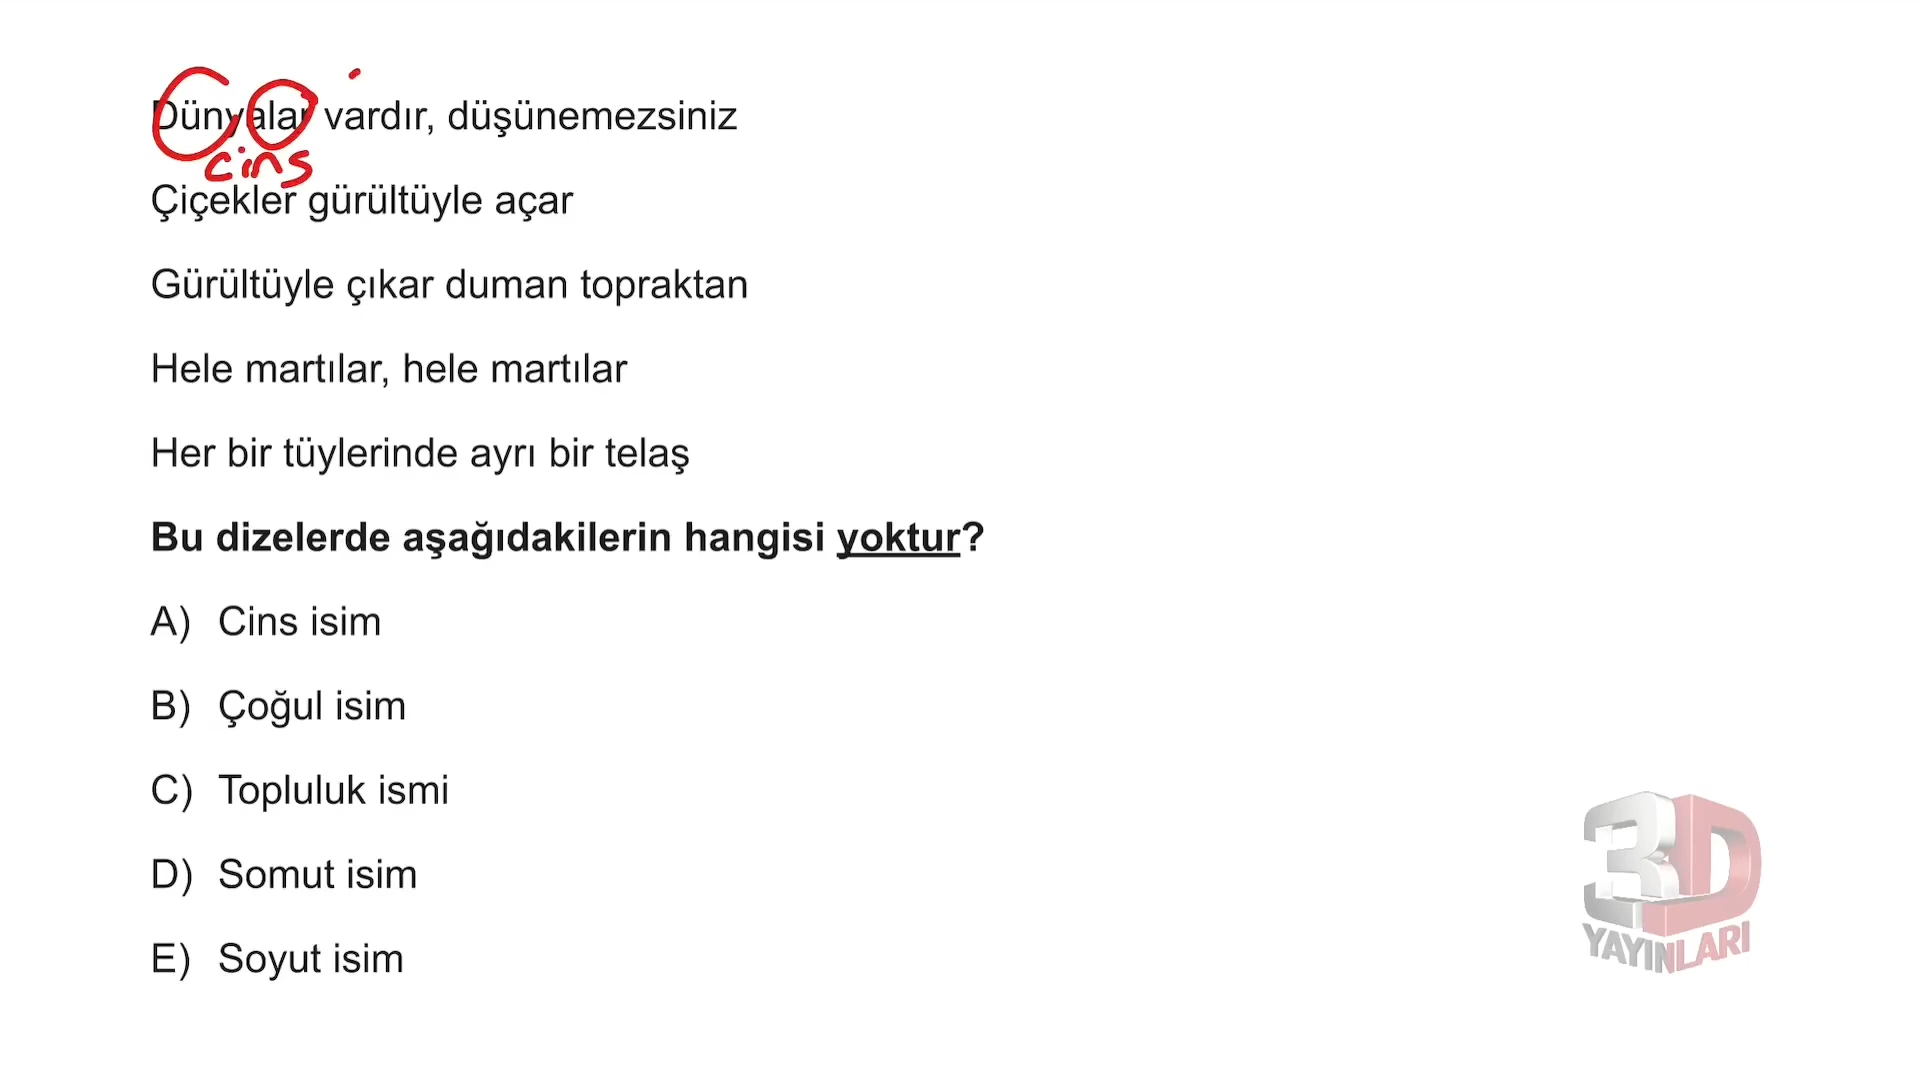 Dünyalar vardır, düşünemezsiniz
cins
Çiçekler gürültüyle açar
Gürültüyle çıkar duman topraktan
Hele martılar, hele martılar
Her bir tüylerinde ayrı bir telaş
Bu dizelerde aşağıdakilerin hangisi yoktur?
A) Cins isim
B) Çoğul isim
C) Topluluk ismi
D) Somut isim
E) Soyut isim
3D
YAYINLARI